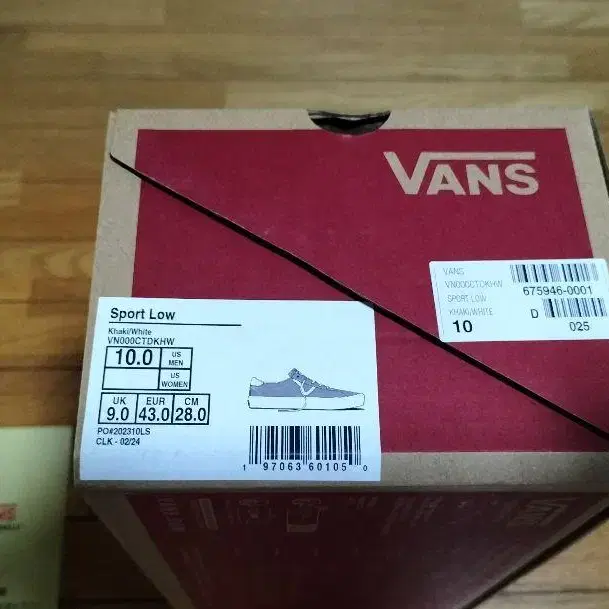 VANS
VANS
VN000CTDKHW
675946-0001
SPORT LOW
KHAKI/WHITE
D
10
025
Sport Low
Khaki/White
VN000CTDKHW
10.0 US MEN
US WOMEN
UK EUR CM
9.0 43.0 28.0
PO#202310LS
CLK - 02/24
1 97063 60105 0